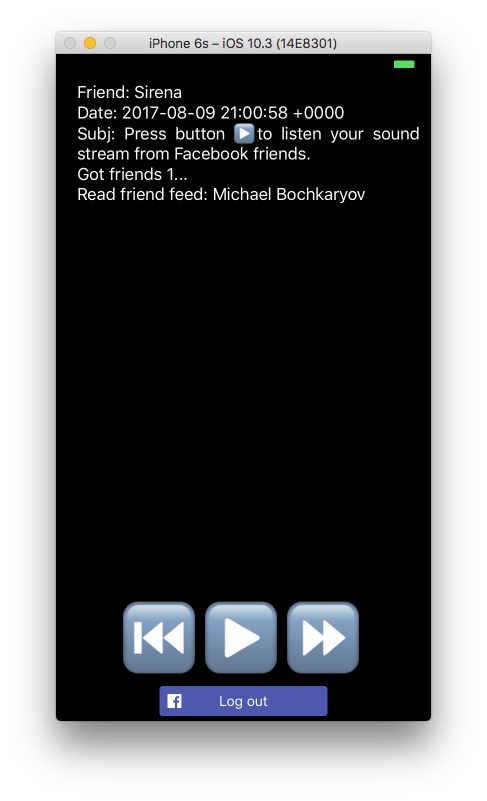 iPhone 6s – iOS 10.3 (14E8301)
Friend: Sirena
Date: 2017-08-09 21:00:58 +0000
Subj: Press button ▶️to listen your sound
stream from Facebook friends.
Got friends 1...
Read friend feed: Michael Bochkaryov
Log out